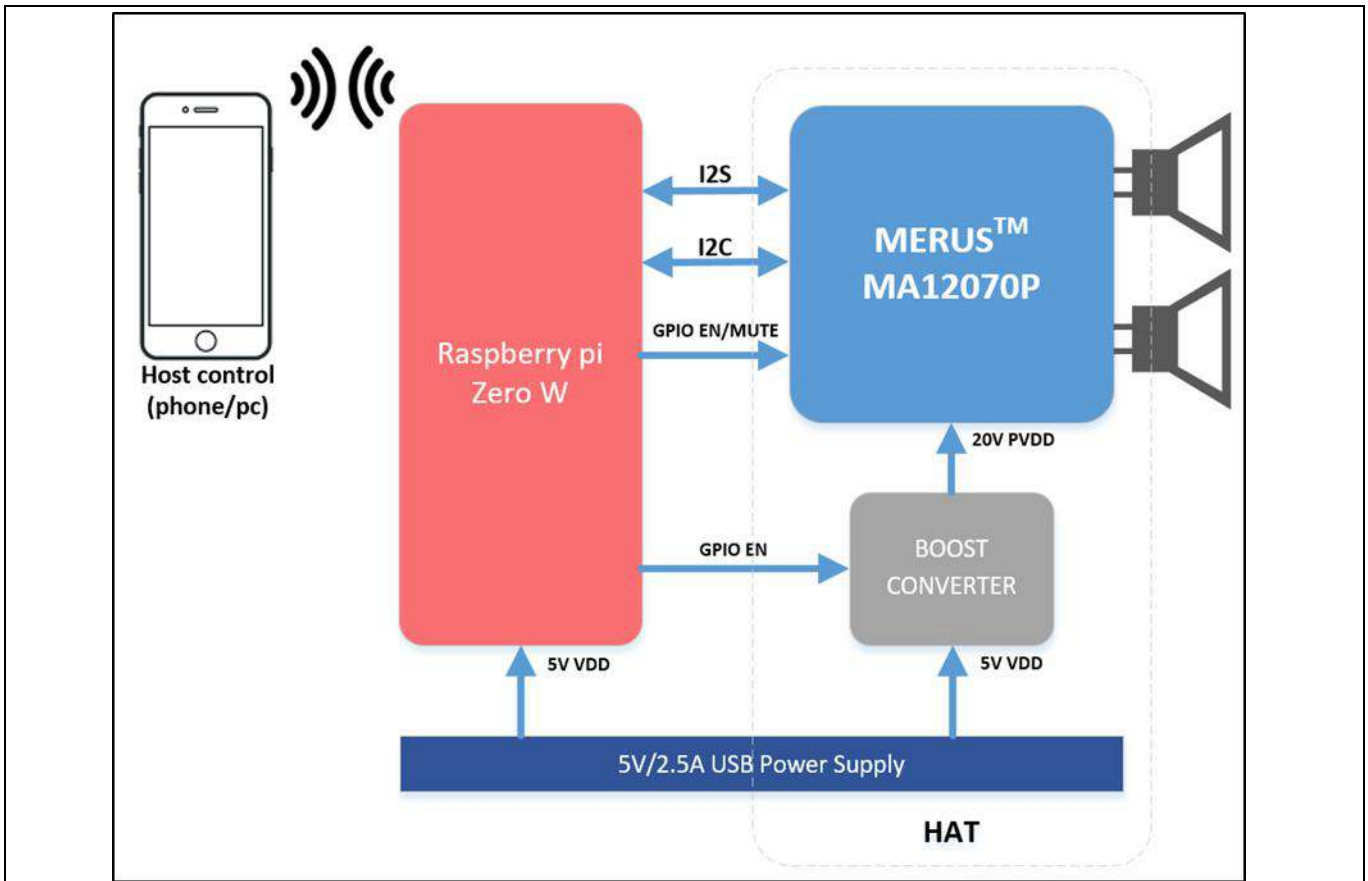 I2S
I2C
GPIO EN/MUTE
MERUS™
MA12070P
Raspberry pi
Zero W
Host control
(phone/pc)
20V PVDD
GPIO EN
BOOST
CONVERTER
5V VDD
5V VDD
5V/2.5A USB Power Supply
HAT